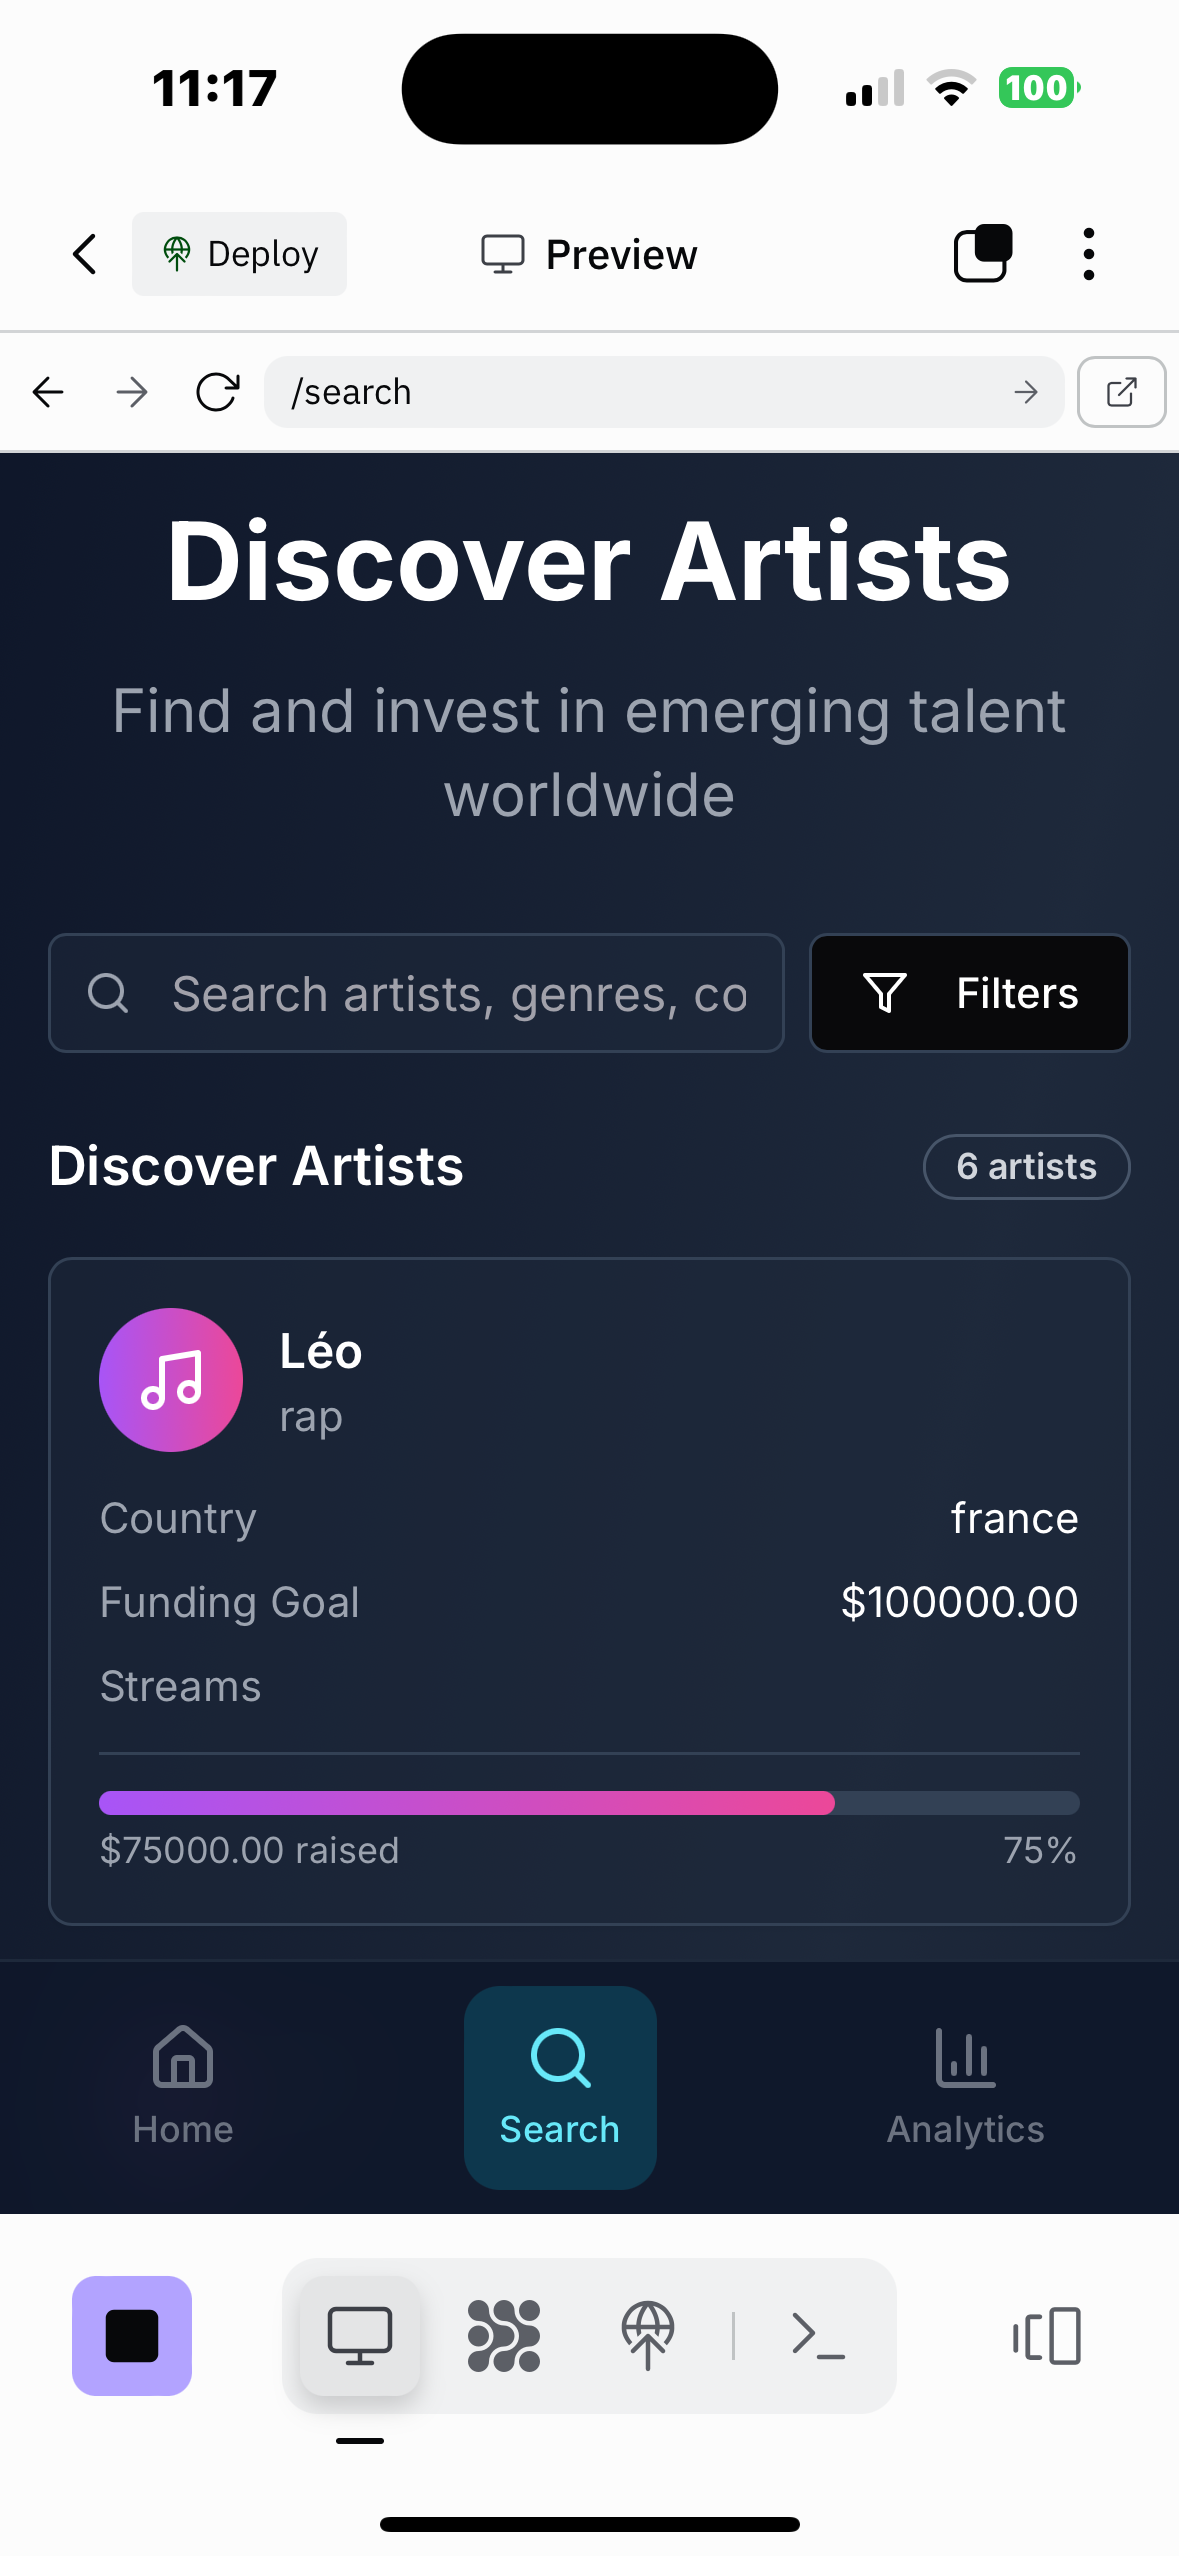 11:17
100
Deploy
Preview
/search
Discover Artists
Find and invest in emerging talent
worldwide
Search artists, genres, co
Filters
Discover Artists
6 artists
Léo
rap
Country france
Funding Goal $100000.00
Streams
$75000.00 raised 75%
Home Search Analytics